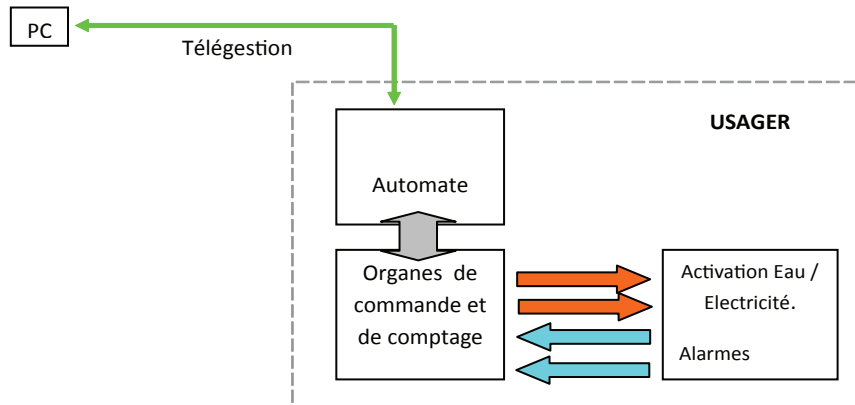 PC
Télégestion
USAGER
Automate
Organes de
commande et
de comptage
Activation Eau /
Electricité.
Alarmes